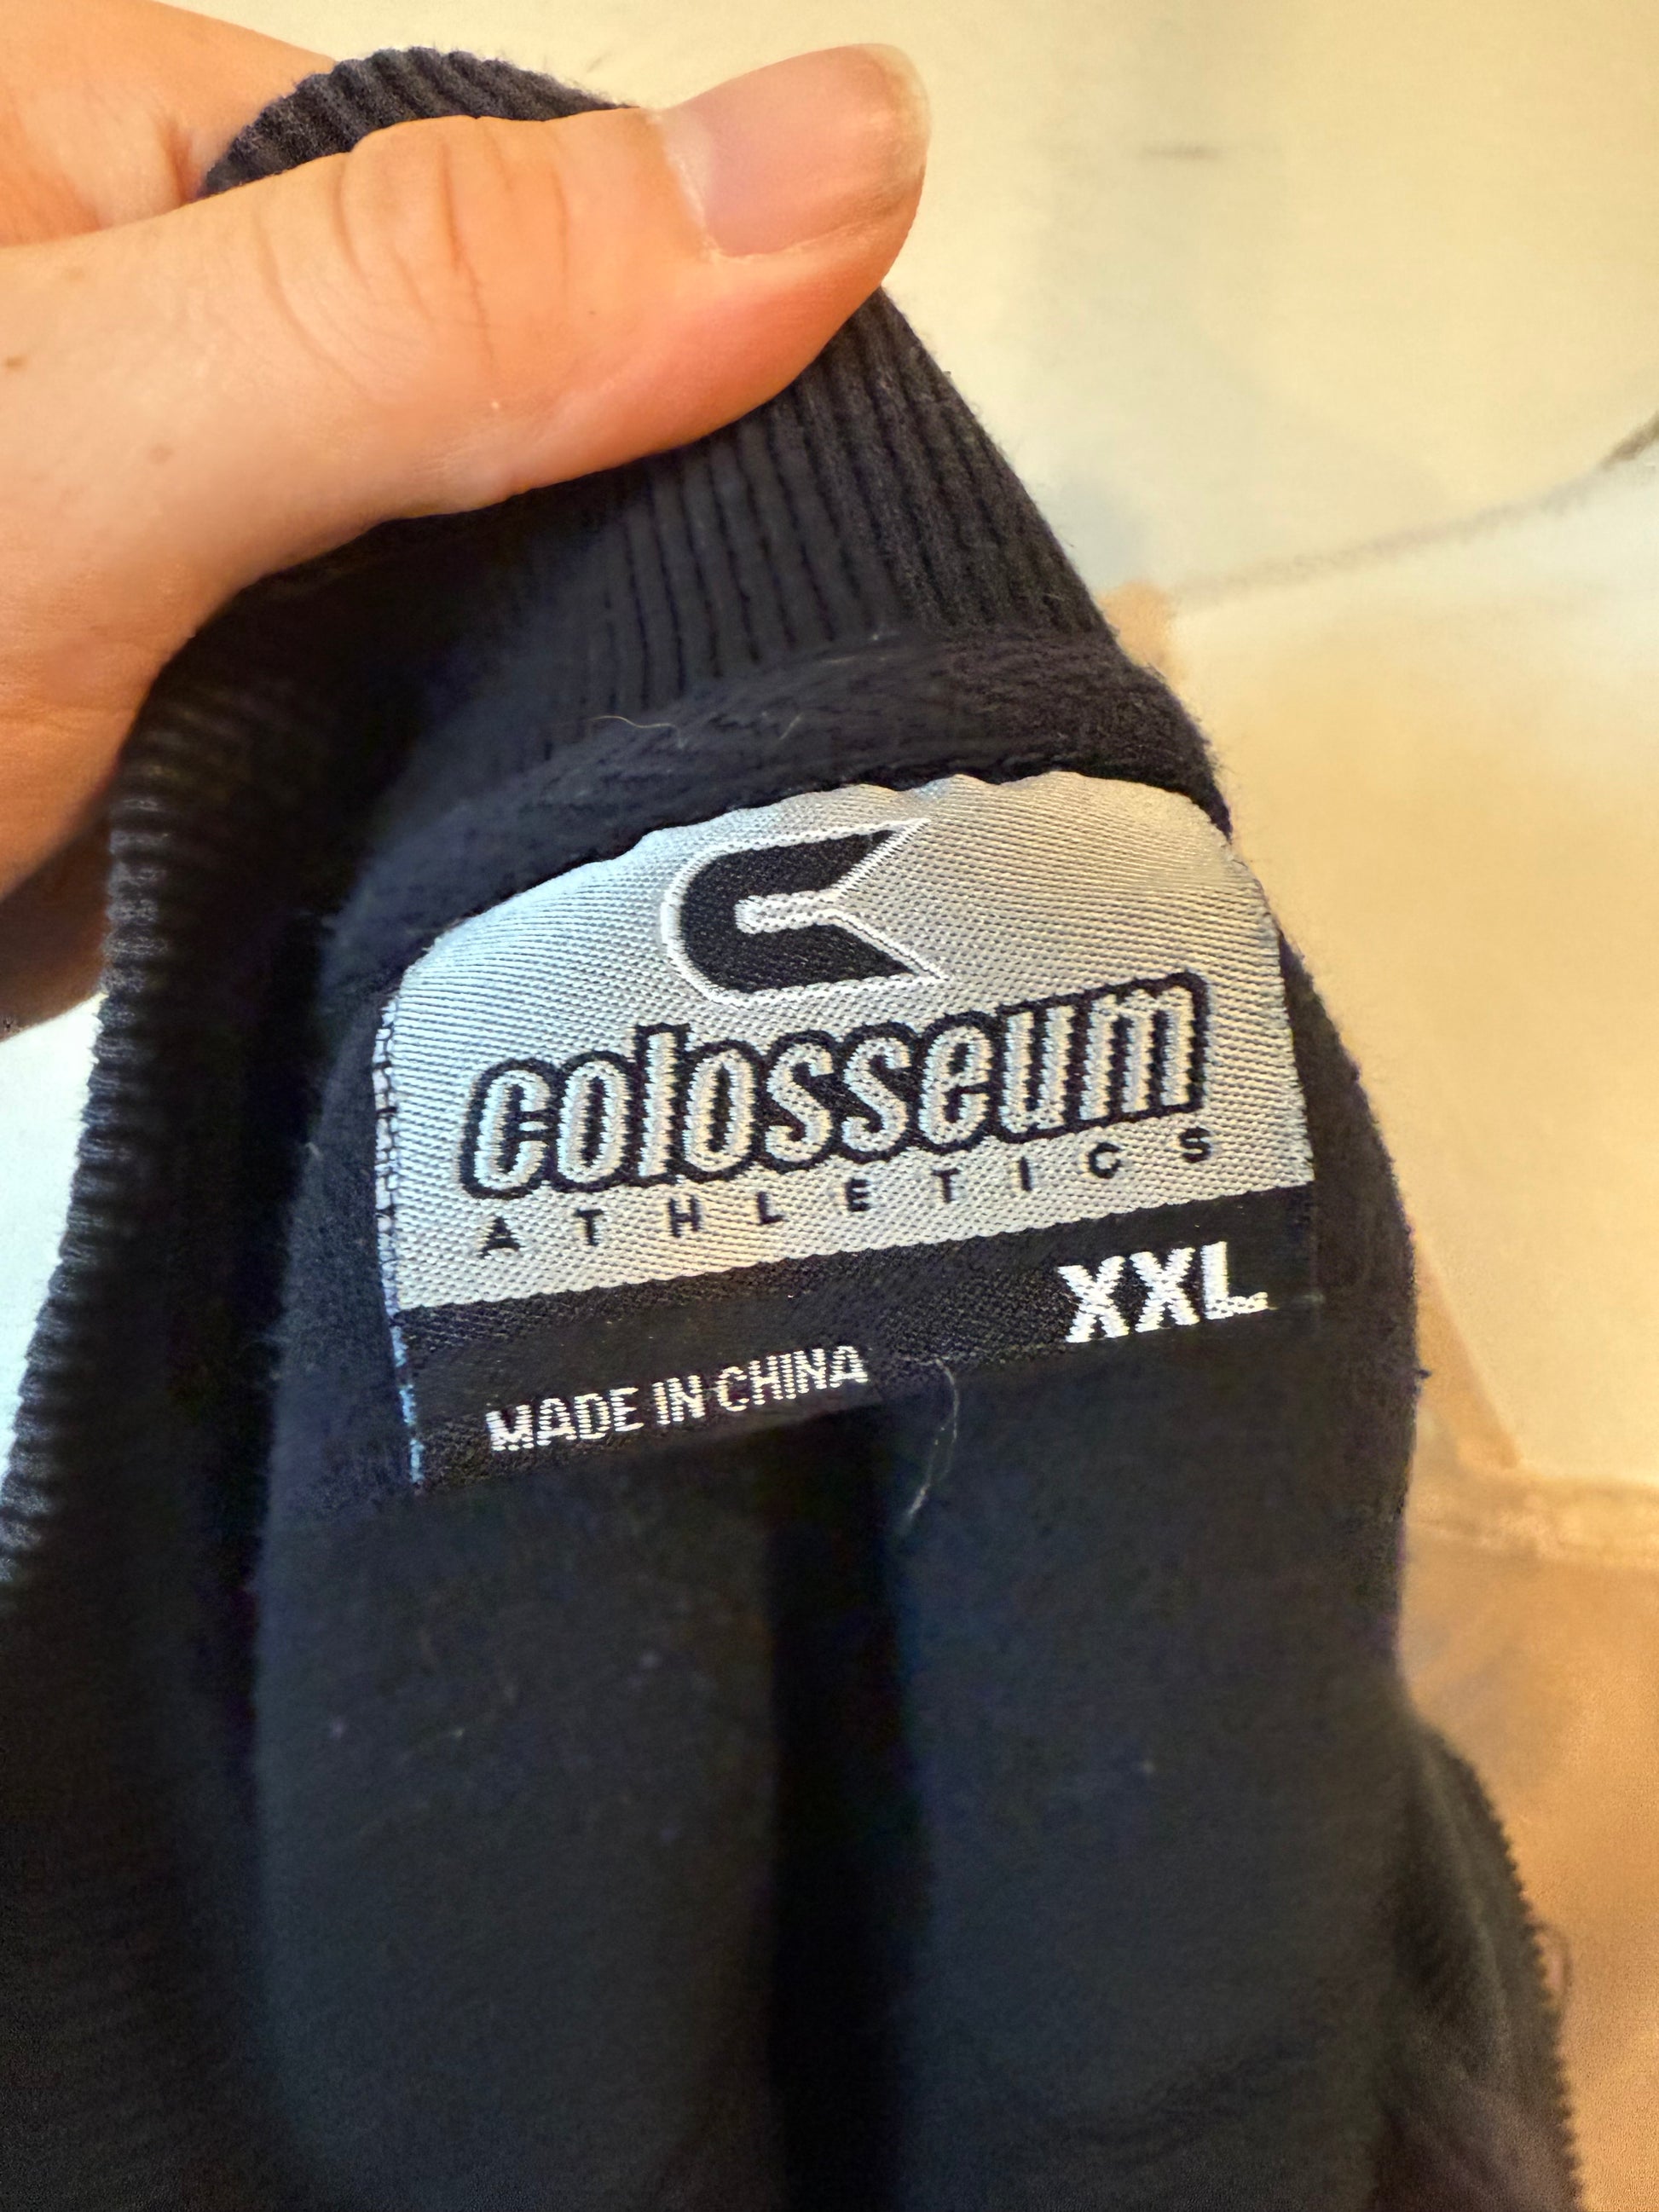 colosseum
ATHLETICS
XXL
MADE IN CHINA